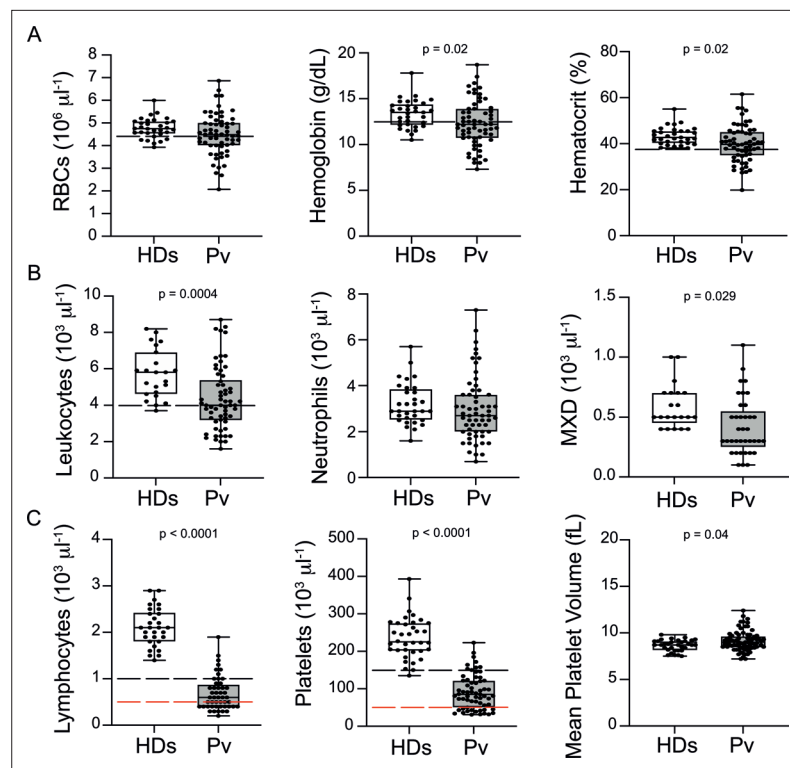 A
RBCs (10⁶ µl⁻¹)
8
7
6
5
4
3
2
1
0
HDs Pv
Hemoglobin (g/dL)
p = 0.02
20
15
10
5
0
HDs Pv
Hematocrit (%)
p = 0.02
80
60
40
20
0
HDs Pv
B
Leukocytes (10³ µl⁻¹)
p = 0.0004
10
8
6
4
2
0
HDs Pv
Neutrophils (10³ µl⁻¹)
8
6
4
2
0
HDs Pv
MXD (10³ µl⁻¹)
p = 0.029
1.5
1.0
0.5
0.0
HDs Pv
C
Lymphocytes (10³ µl⁻¹)
p < 0.0001
4
3
2
1
0
HDs Pv
Platelets (10³ µl⁻¹)
p < 0.0001
500
400
300
200
100
0
HDs Pv
Mean Platelet Volume (fL)
p = 0.04
20
15
10
5
0
HDs Pv